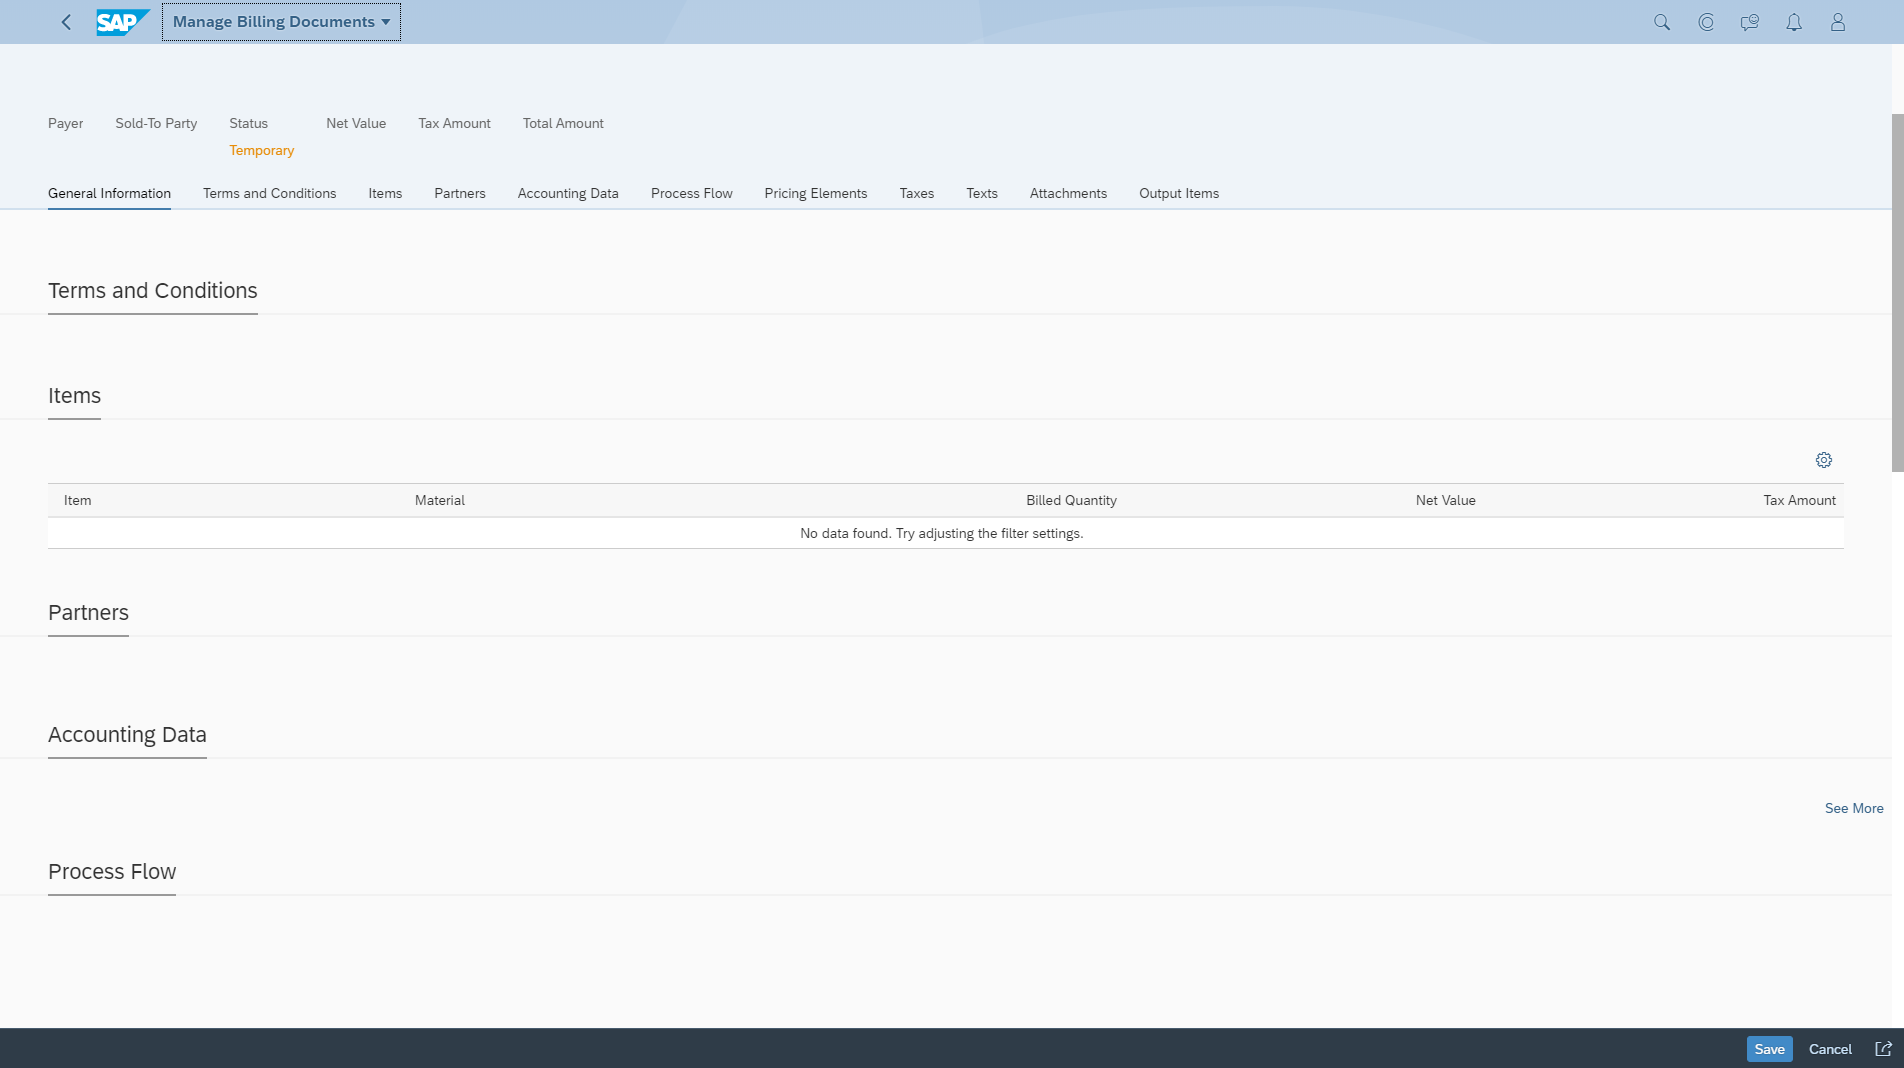 SAP Manage Billing Documents
Payer Sold-To Party Status Net Value Tax Amount Total Amount
Temporary
General Information Terms and Conditions Items Partners Accounting Data Process Flow Pricing Elements Taxes Texts Attachments Output Items
Terms and Conditions
Items
Item Material Billed Quantity Net Value Tax Amount
No data found. Try adjusting the filter settings.
Partners
Accounting Data
See More
Process Flow
Save Cancel